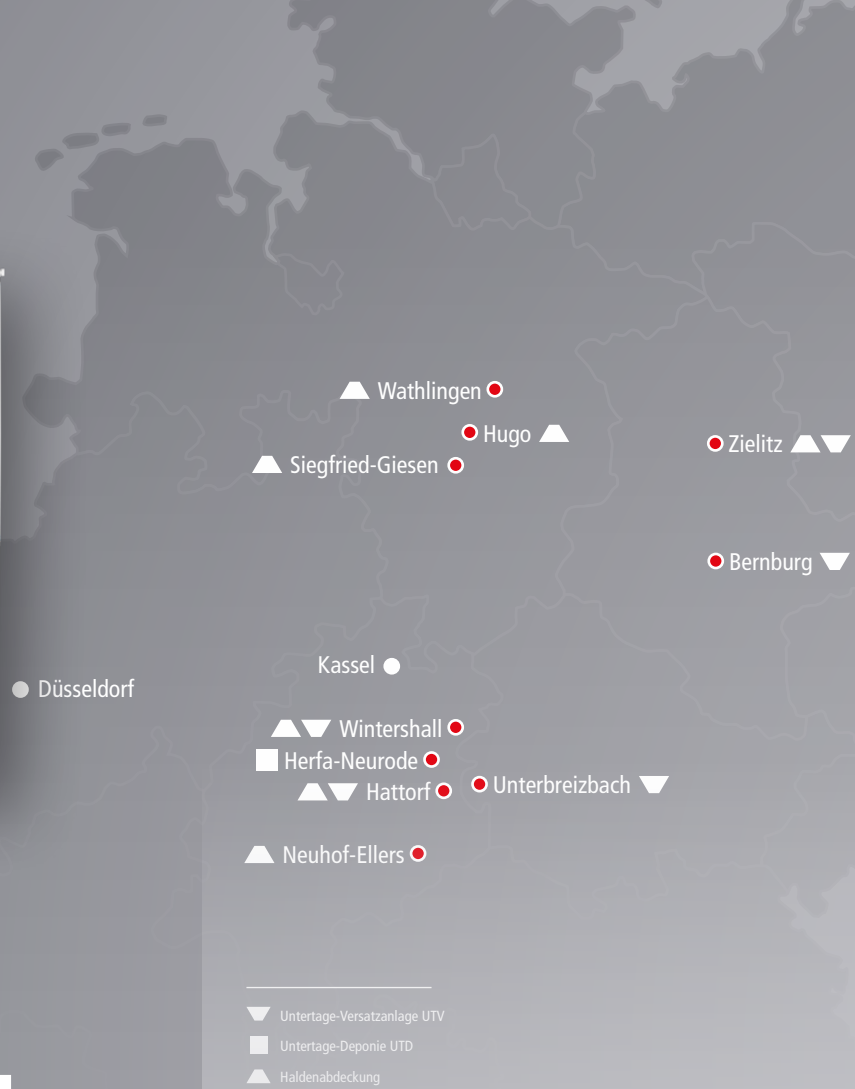 Wathlingen
Hugo
Siegfried-Giesen
Zielitz
Bernburg
Kassel
Düsseldorf
Wintershall
Herfa-Neurode
Unterbreizbach
Hattorf
Neuhof-Ellers
Untertage-Versatzanlage UTV
Untertage-Deponie UTD
Haldenabdeckung